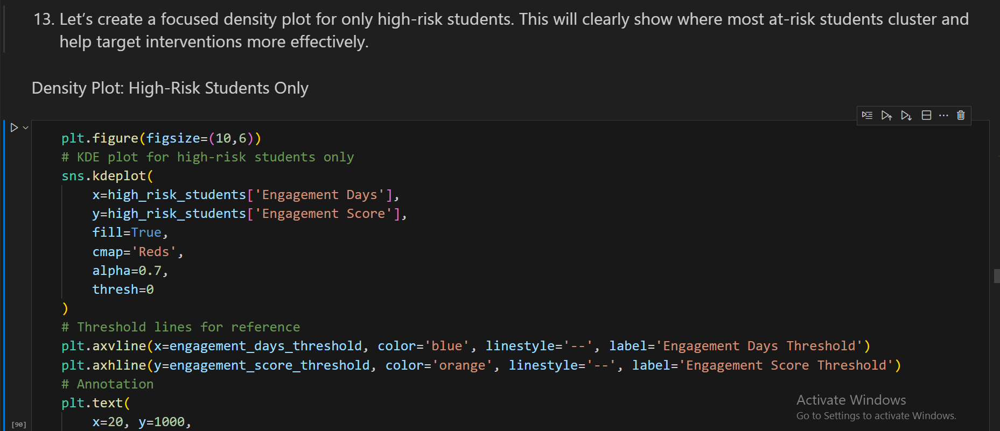 13. Let’s create a focused density plot for only high-risk students. This will clearly show where most at-risk students cluster and
help target interventions more effectively.
Density Plot: High-Risk Students Only
plt.figure(figsize=(10,6))
# KDE plot for high-risk students only
sns.kdeplot(
    x=high_risk_students['Engagement Days'],
    y=high_risk_students['Engagement Score'],
    fill=True,
    cmap='Reds',
    alpha=0.7,
    thresh=0
)
# Threshold lines for reference
plt.axvline(x=engagement_days_threshold, color='blue', linestyle='--', label='Engagement Days Threshold')
plt.axhline(y=engagement_score_threshold, color='orange', linestyle='--', label='Engagement Score Threshold')
# Annotation
plt.text(
    x=20, y=1000,
[90]
Activate Windows
Go to Settings to activate Windows.